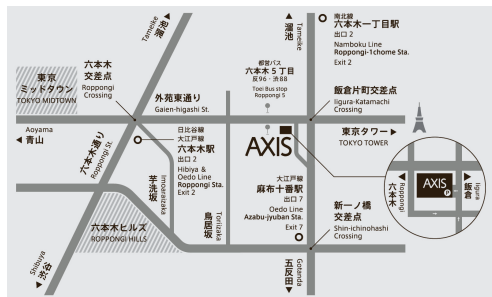 Tameike
溜池
Tameike
溜池
南北線
六本木一丁目駅
出口 2
Namboku Line
Roppongi-1chome Sta.
Exit 2
都営バス
六本木 5 丁目
反96・渋88
Toei Bus stop
Roppongi 5
東京
ミッドタウン
TOKYO MIDTOWN
六本木
交差点
Roppongi
Crossing
外苑東通り
Gaien-higashi St.
飯倉片町交差点
Iigura-Katamachi
Crossing
Aoyama
青山
六本木通り
Roppongi St.
日比谷線
大江戸線
六本木駅
出口 2
Hibiya &
Oedo Line
Roppongi Sta.
Exit 2
AXIS
東京タワー
TOKYO TOWER
芋洗坂
Imoaraizaka
鳥居坂
Toriizaka
大江戸線
麻布十番駅
出口 7
Oedo Line
Azabu-jyuban Sta.
Exit 7
六本木
Roppongi
AXIS
P
飯倉
Iigura
新一ノ橋
交差点
Shin-ichinohashi
Crossing
六本木ヒルズ
ROPPONGI HILLS
Shibuya
渋谷
Gotanda
五反田